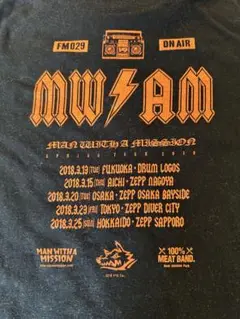 FM029
ON AIR
MW AM
MAN WITH A MISSION
2018.3.13 [TUE] FUKUOKA・DRUM LOGOS
2018.3.15 [THU] AICHI・ZEPP NAGOYA
2018.3.20 [TUE] OSAKA・ZEPP OSAKA BAYSIDE
2018.3.23 [FRI] TOKYO・ZEPP DIVER CITY
2018.3.25 [SUN] HOKKAIDO・ZEPP SAPPORO
MAN WITH A
MISSION
100%
MEAT BAND.